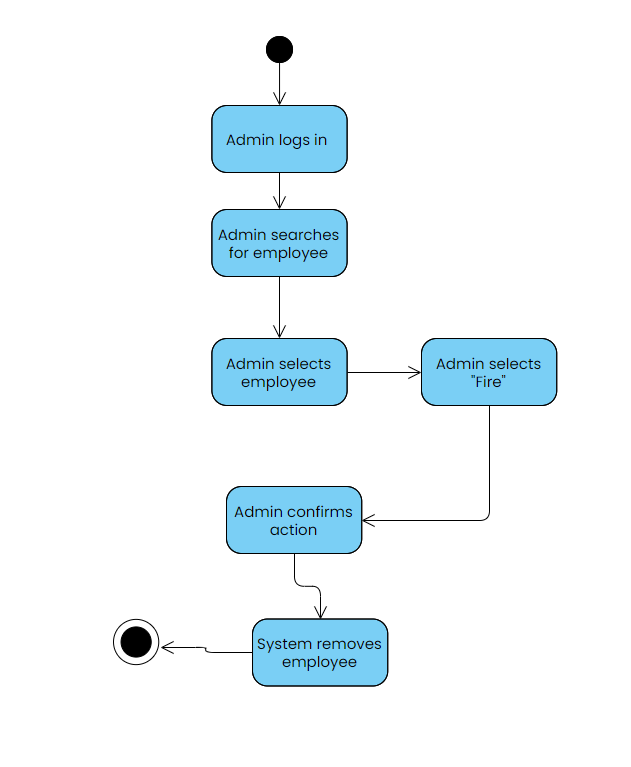 Admin logs in
Admin searches
for employee
Admin selects
employee
Admin selects
"Fire"
Admin confirms
action
System removes
employee